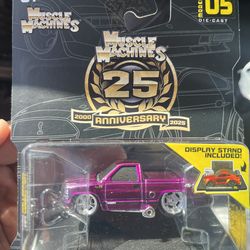 05
DIE-CAST
MUSCLE
MACHINES
MUSCLE
MACHINES
25
2000 ANNIVERSARY 2025
DISPLAY STAND
INCLUDED!